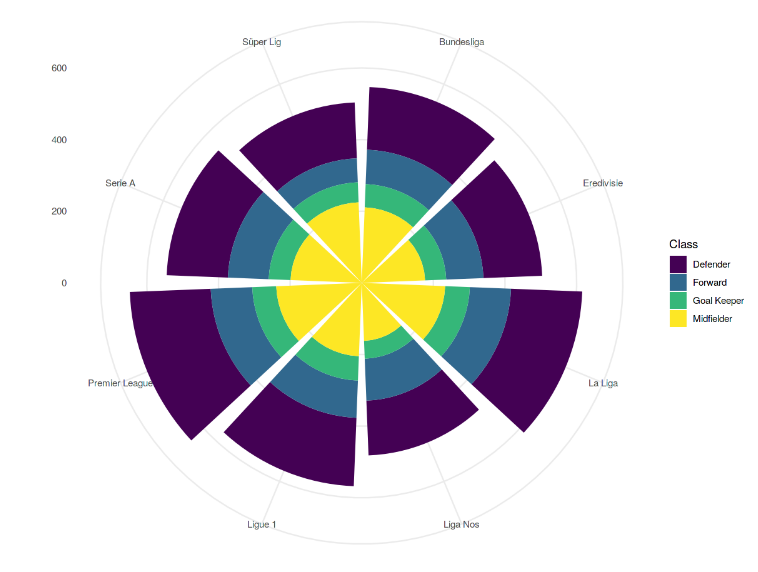 Süper Lig
Bundesliga
600
400
Serie A
Eredivisie
200
Class
Defender
0
Forward
Goal Keeper
Midfielder
Premier League
La Liga
Ligue 1
Liga Nos